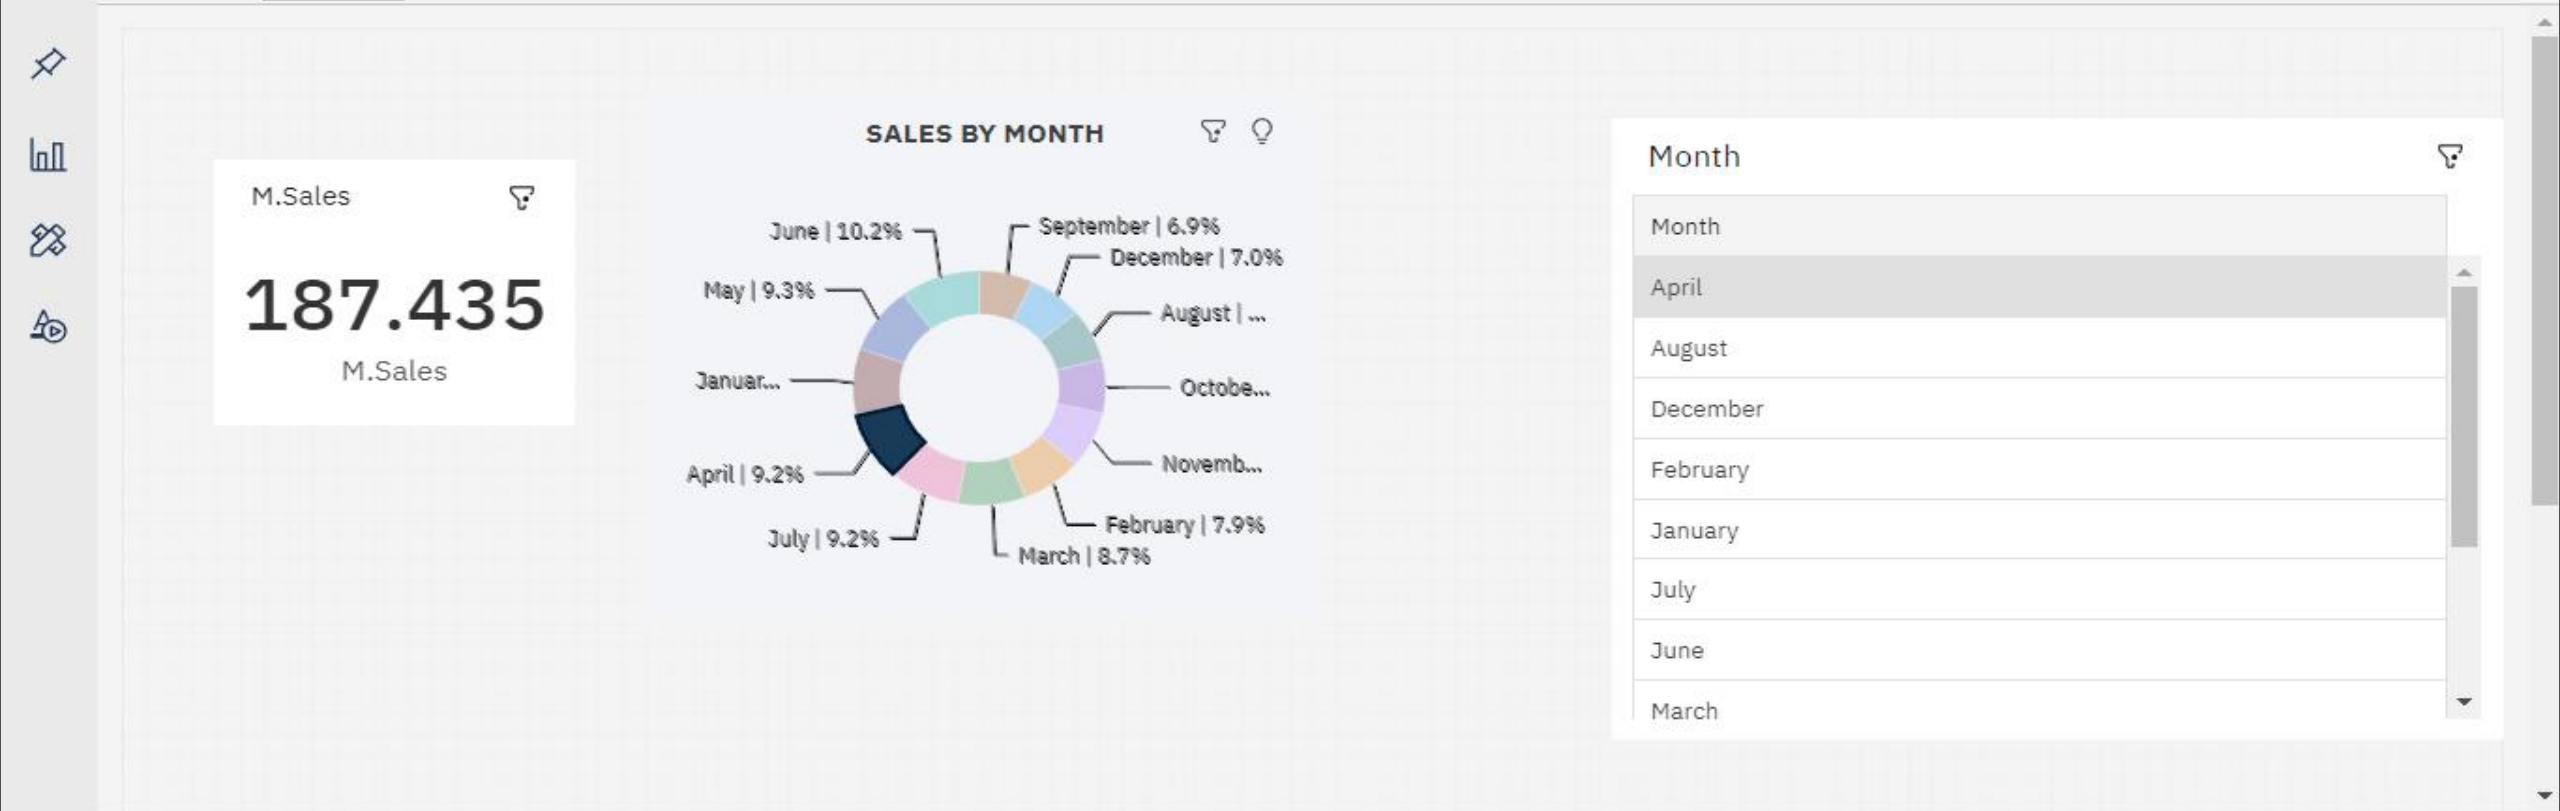 M.Sales
187.435
M.Sales
SALES BY MONTH
June | 10.2%
September | 6.9%
December | 7.0%
May | 9.3%
August | ...
Januar...
Octobe...
April | 9.2%
Novemb...
July | 9.2%
February | 7.9%
March | 8.7%
Month
Month
April
August
December
February
January
July
June
March